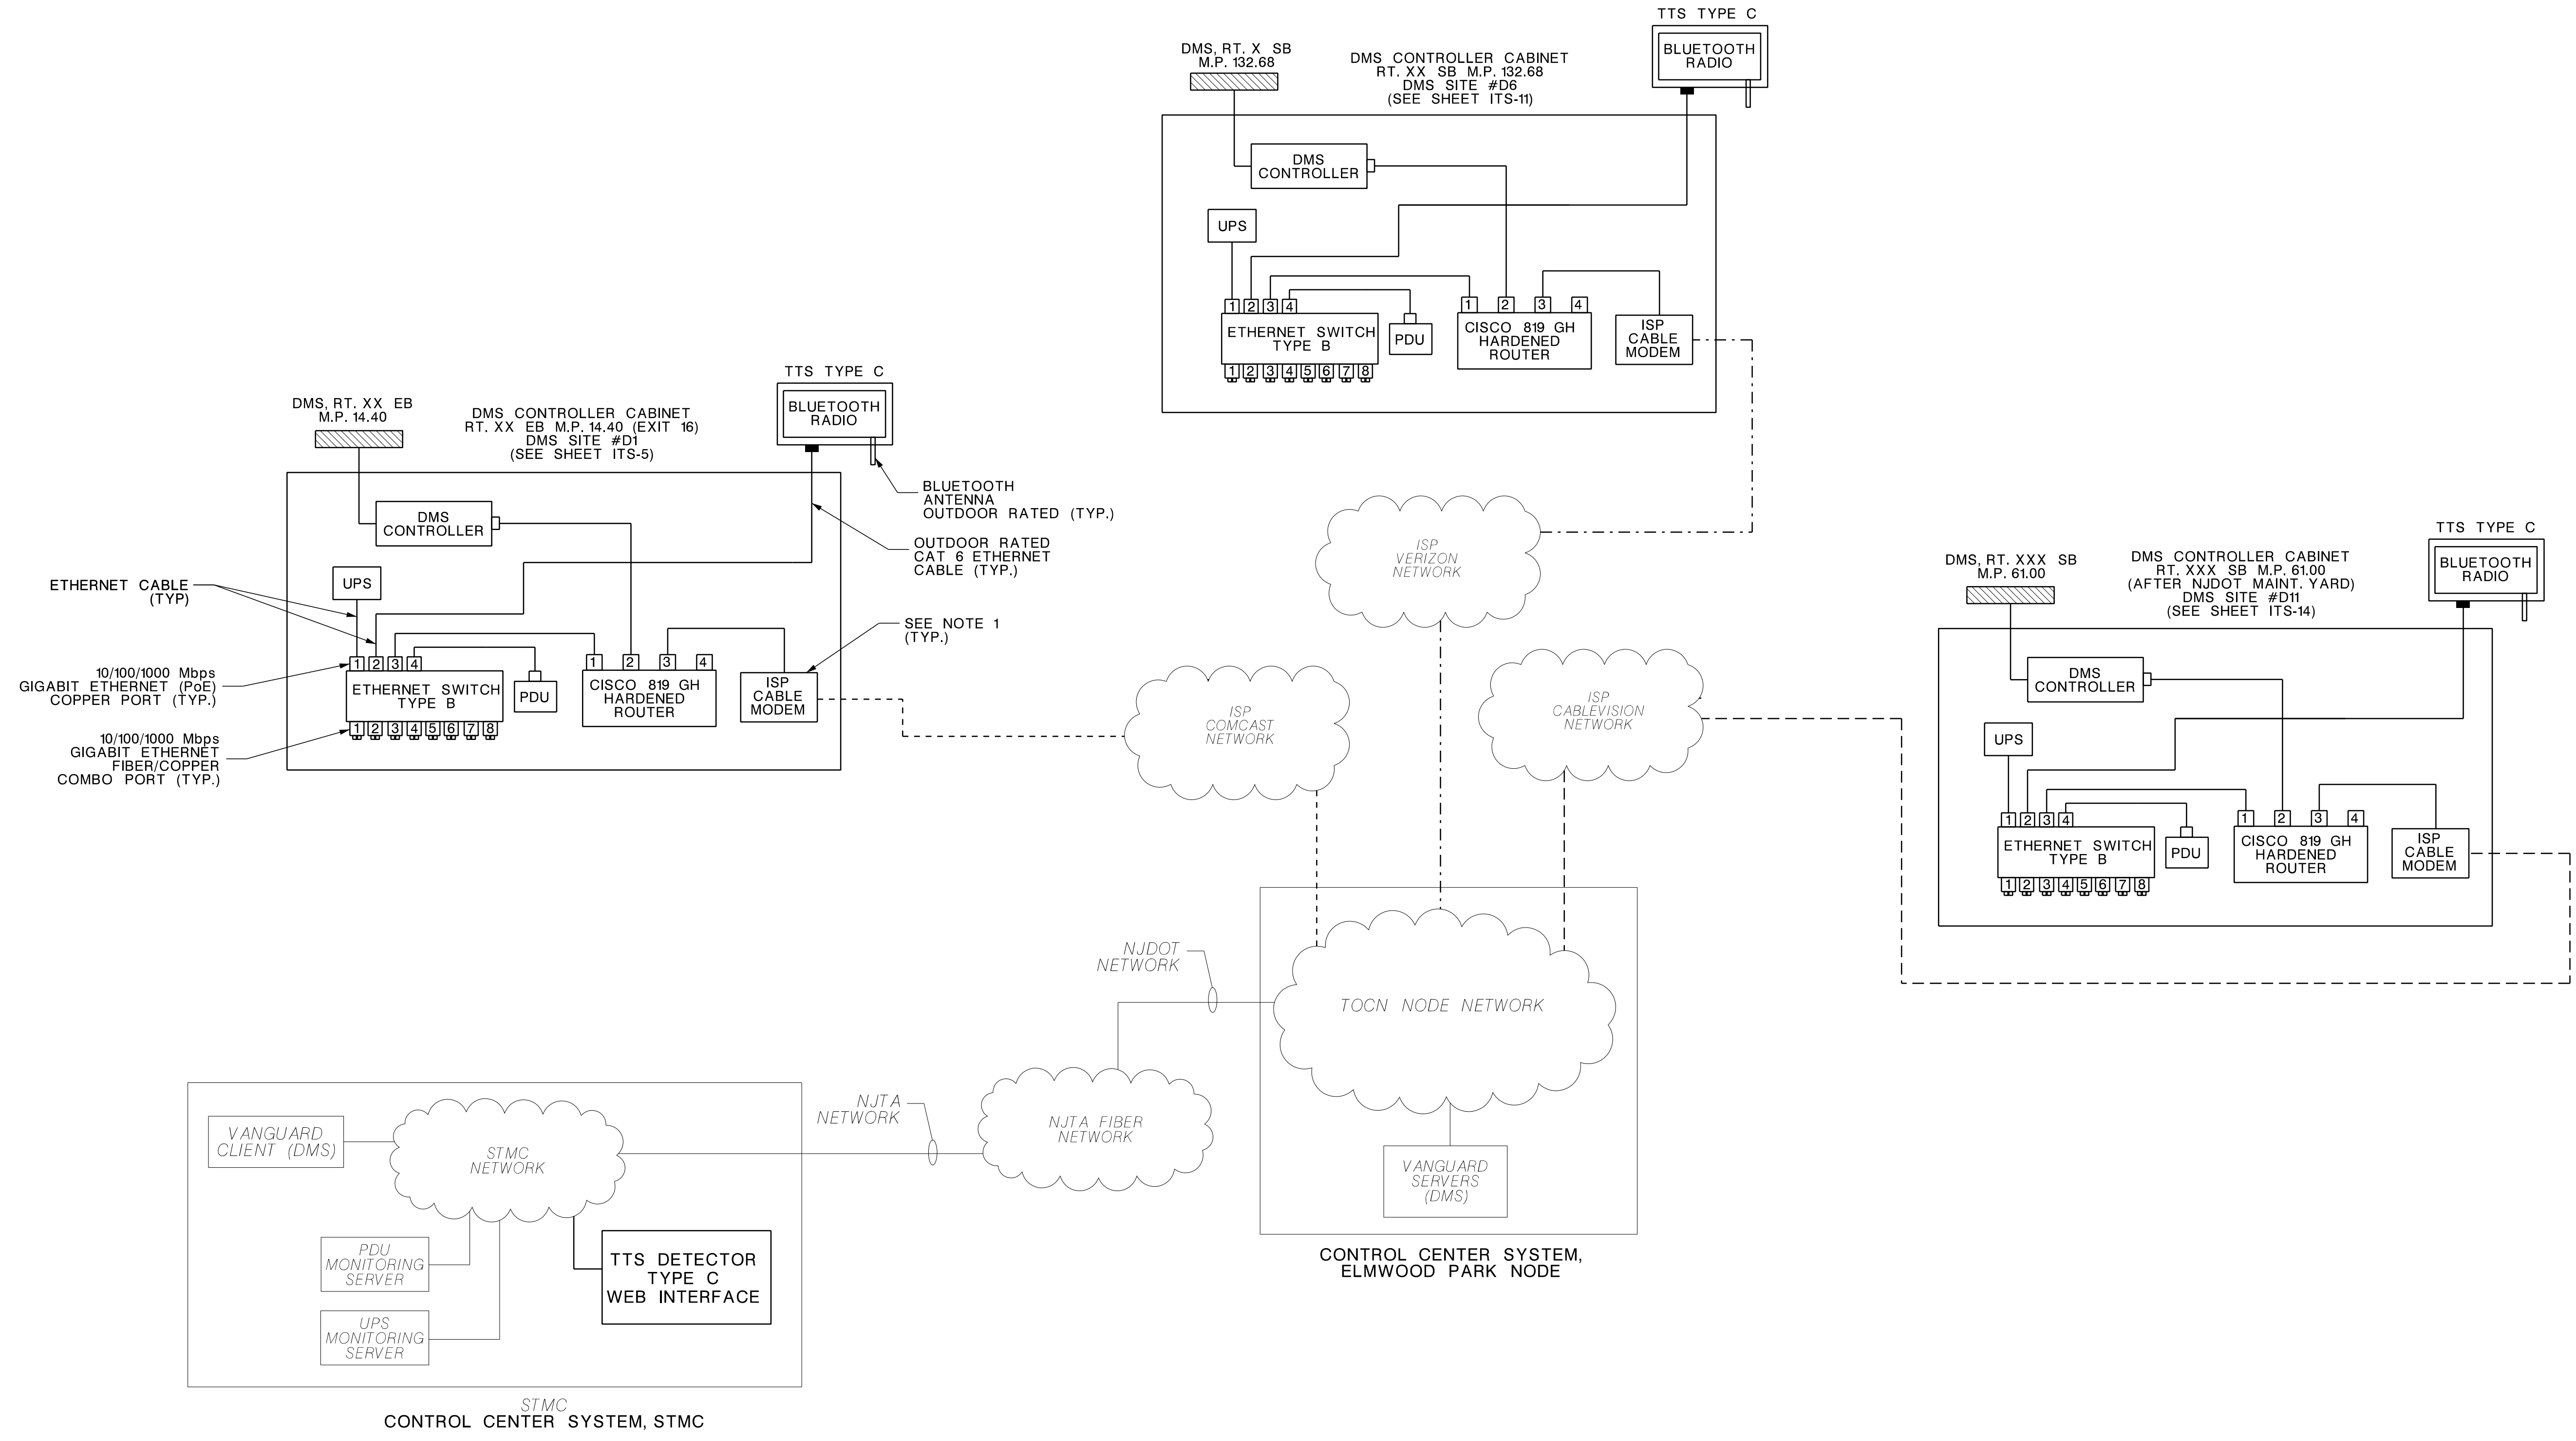 TTS TYPE C
BLUETOOTH
RADIO
DMS, RT. X SB
M.P. 132.68
DMS CONTROLLER CABINET
RT. XX SB M.P. 132.68
DMS SITE #D6
(SEE SHEET ITS-11)
DMS
CONTROLLER
UPS
1 2 3 4
ETHERNET SWITCH
TYPE B
1 2 3 4 5 6 7 8
PDU
1 2 3 4
CISCO 819 GH
HARDENED
ROUTER
ISP
CABLE
MODEM
TTS TYPE C
BLUETOOTH
RADIO
DMS, RT. XX EB
M.P. 14.40
DMS CONTROLLER CABINET
RT. XX EB M.P. 14.40 (EXIT 16)
DMS SITE #D1
(SEE SHEET ITS-5)
BLUETOOTH
ANTENNA
OUTDOOR RATED (TYP.)
OUTDOOR RATED
CAT 6 ETHERNET
CABLE (TYP.)
SEE NOTE 1
(TYP.)
DMS
CONTROLLER
UPS
ETHERNET CABLE
(TYP)
10/100/1000 Mbps
GIGABIT ETHERNET (PoE)
COPPER PORT (TYP.)
10/100/1000 Mbps
GIGABIT ETHERNET
FIBER/COPPER
COMBO PORT (TYP.)
1 2 3 4
ETHERNET SWITCH
TYPE B
1 2 3 4 5 6 7 8
PDU
1 2 3 4
CISCO 819 GH
HARDENED
ROUTER
ISP
CABLE
MODEM
ISP
VERIZON
NETWORK
ISP
COMCAST
NETWORK
ISP
CABLEVISION
NETWORK
TTS TYPE C
BLUETOOTH
RADIO
DMS, RT. XXX SB
M.P. 61.00
DMS CONTROLLER CABINET
RT. XXX SB M.P. 61.00
(AFTER NJDOT MAINT. YARD)
DMS SITE #D11
(SEE SHEET ITS-14)
DMS
CONTROLLER
UPS
1 2 3 4
ETHERNET SWITCH
TYPE B
1 2 3 4 5 6 7 8
PDU
1 2 3 4
CISCO 819 GH
HARDENED
ROUTER
ISP
CABLE
MODEM
NJDOT
NETWORK
TOCN NODE NETWORK
VANGUARD
SERVERS
(DMS)
CONTROL CENTER SYSTEM,
ELMWOOD PARK NODE
NJTA
NETWORK
NJTA FIBER
NETWORK
VANGUARD
CLIENT (DMS)
STMC
NETWORK
PDU
MONITORING
SERVER
UPS
MONITORING
SERVER
TTS DETECTOR
TYPE C
WEB INTERFACE
STMC
CONTROL CENTER SYSTEM, STMC